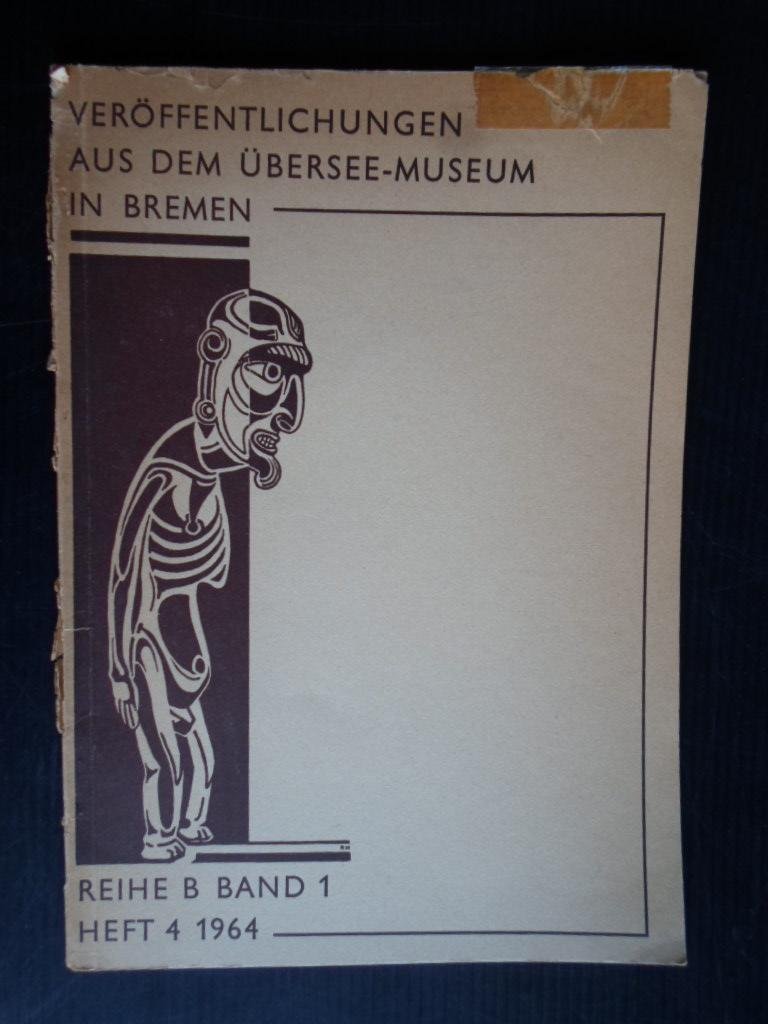 VERÖFFENTLICHUNGEN
AUS DEM ÜBERSEE-MUSEUM
IN BREMEN
REIHE B BAND 1
HEFT 4 1964